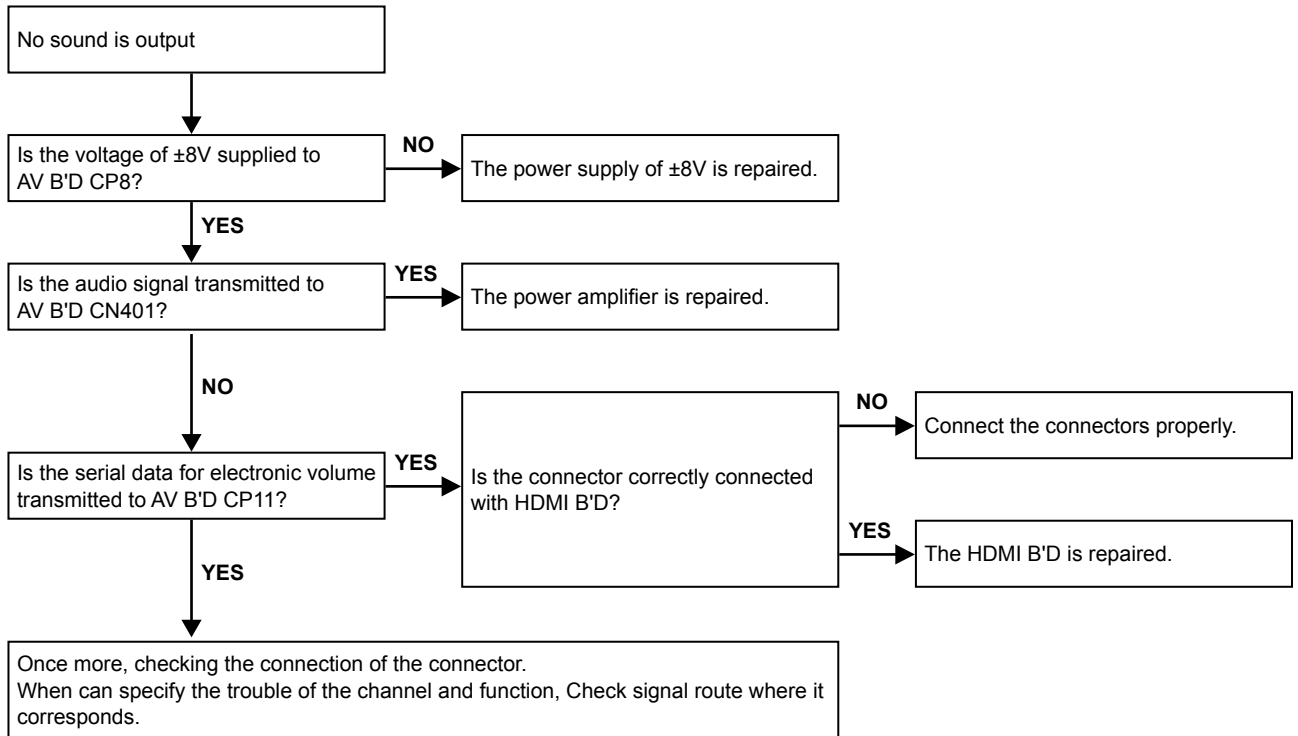 No sound is output
Is the voltage of ±8V supplied to
AV B'D CP8?
NO
The power supply of ±8V is repaired.
YES
Is the audio signal transmitted to
AV B'D CN401?
YES
The power amplifier is repaired.
NO
Is the serial data for electronic volume
transmitted to AV B'D CP11?
YES
Is the connector correctly connected
with HDMI B'D?
NO
Connect the connectors properly.
YES
The HDMI B'D is repaired.
YES
Once more, checking the connection of the connector.
When can specify the trouble of the channel and function, Check signal route where it
corresponds.